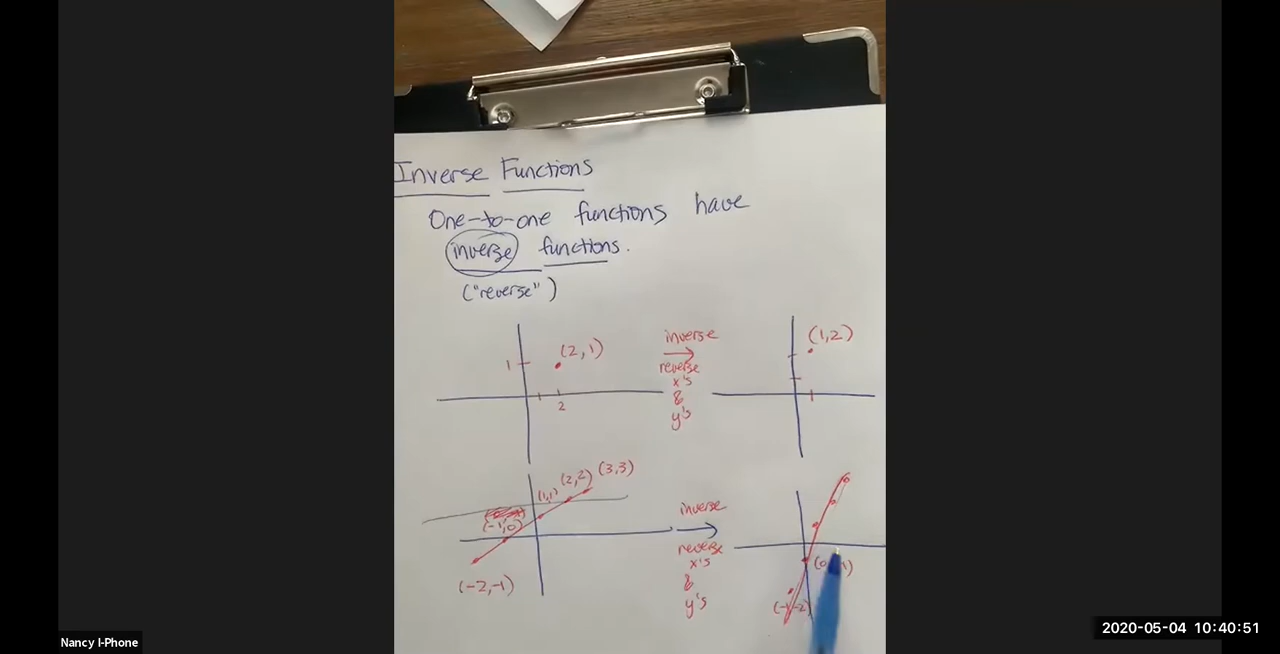 Inverse Functions
One-to-one functions have
inverse functions.
("reverse")
(2,1)
1
2
inverse
reverse
x's
&
y's
(1,2)
(1,1) (2,2) (3,3)
(-1,0)
(-2,-1)
inverse
reverse
x's
&
y's
(-1,-2)
Nancy I-Phone
2020-05-04 10:40:51